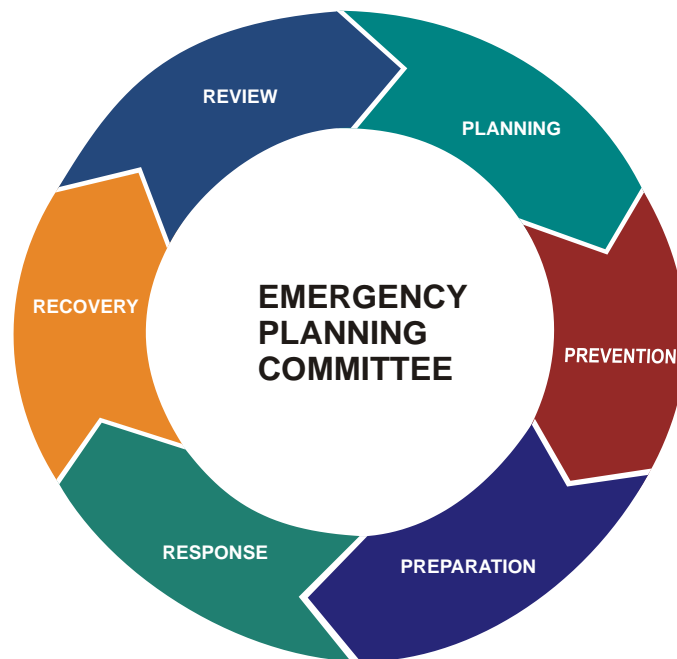 REVIEW
PLANNING
RECOVERY
EMERGENCY
PLANNING
COMMITTEE
PREVENTION
RESPONSE
PREPARATION